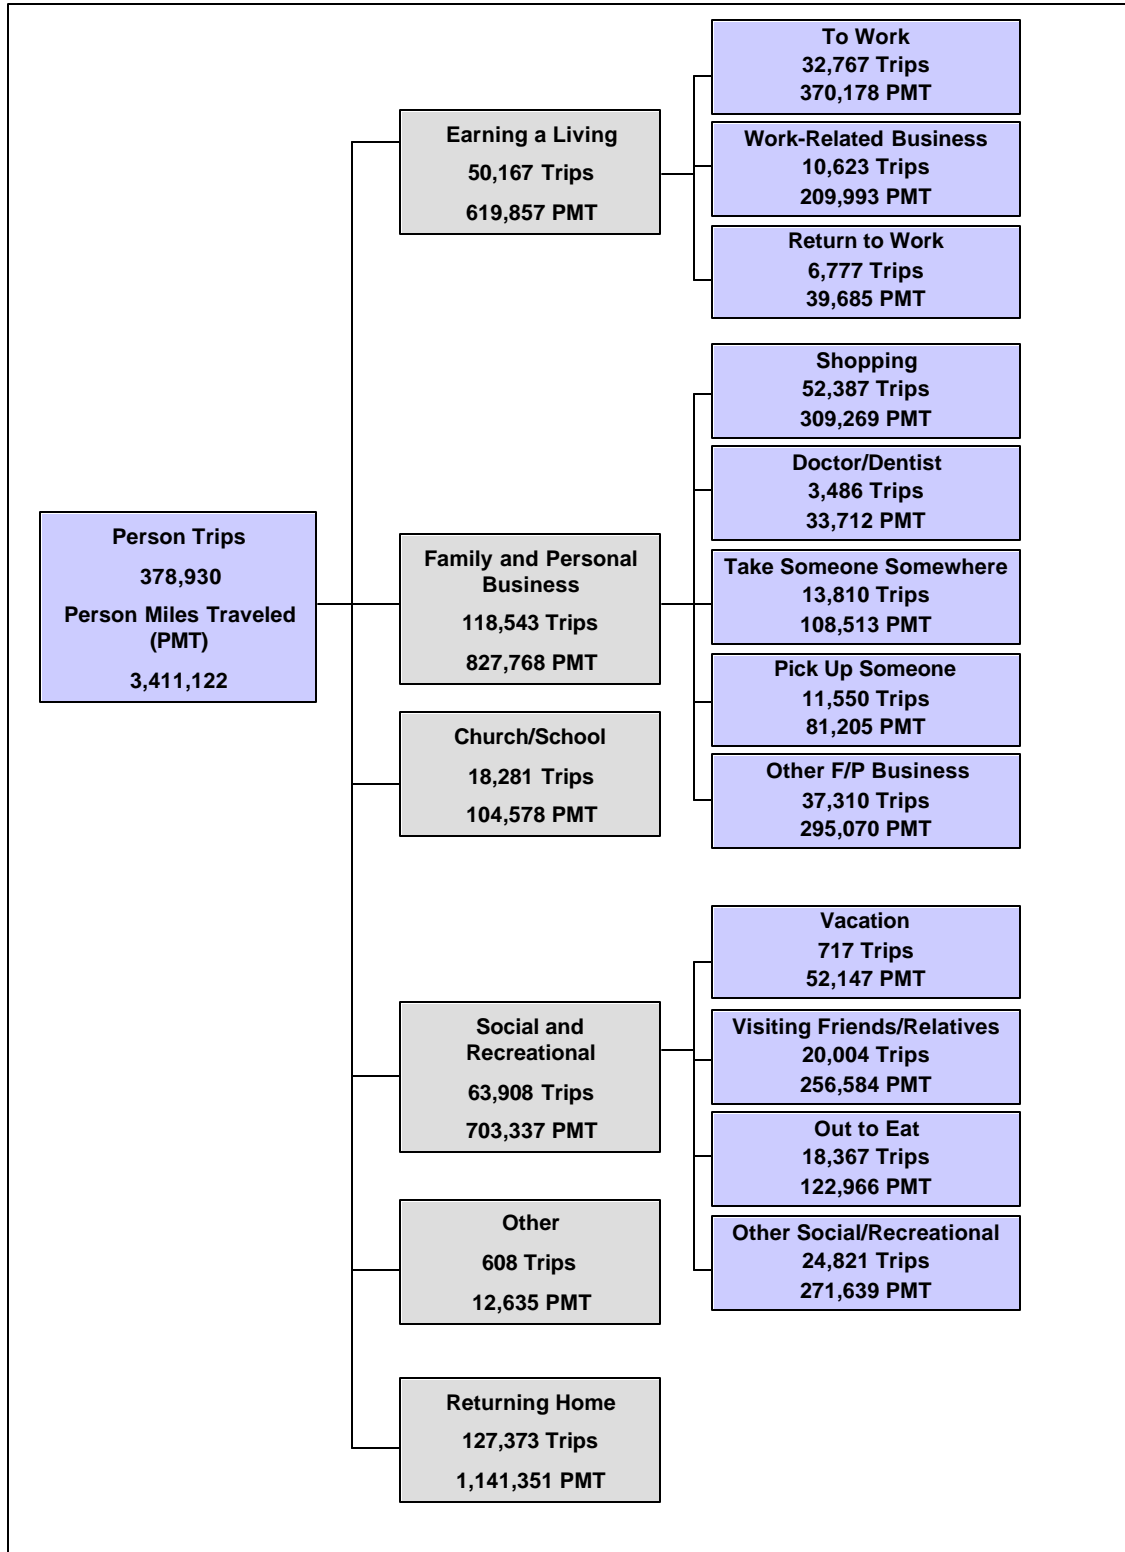 Person Trips
378,930
Person Miles Traveled
(PMT)
3,411,122
Earning a Living
50,167 Trips
619,857 PMT
To Work
32,767 Trips
370,178 PMT
Work-Related Business
10,623 Trips
209,993 PMT
Return to Work
6,777 Trips
39,685 PMT
Family and Personal
Business
118,543 Trips
827,768 PMT
Shopping
52,387 Trips
309,269 PMT
Doctor/Dentist
3,486 Trips
33,712 PMT
Take Someone Somewhere
13,810 Trips
108,513 PMT
Pick Up Someone
11,550 Trips
81,205 PMT
Other F/P Business
37,310 Trips
295,070 PMT
Church/School
18,281 Trips
104,578 PMT
Social and
Recreational
63,908 Trips
703,337 PMT
Vacation
717 Trips
52,147 PMT
Visiting Friends/Relatives
20,004 Trips
256,584 PMT
Out to Eat
18,367 Trips
122,966 PMT
Other Social/Recreational
24,821 Trips
271,639 PMT
Other
608 Trips
12,635 PMT
Returning Home
127,373 Trips
1,141,351 PMT